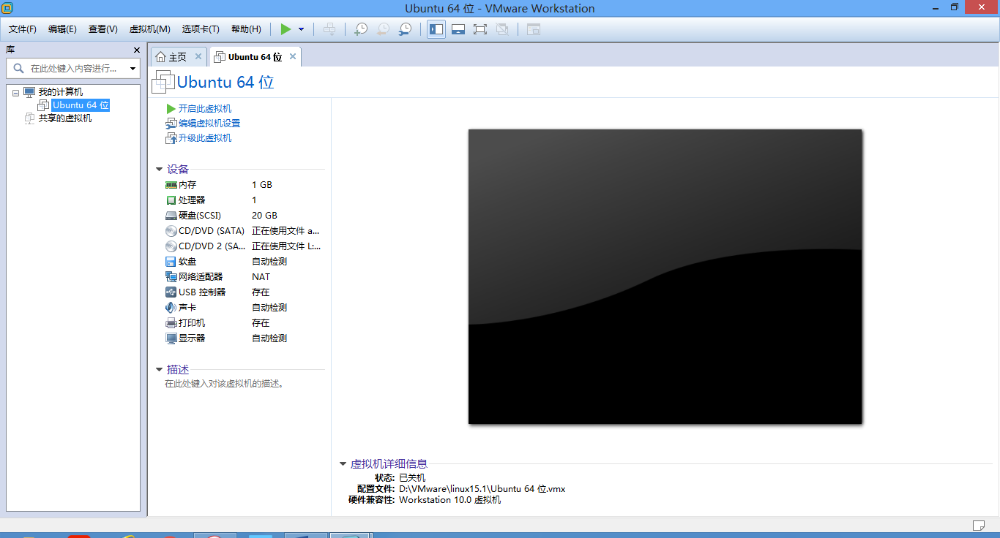 Ubuntu 64 位 - VMware Workstation
文件(F) 编辑(E) 查看(V) 虚拟机(M) 选项卡(T) 帮助(H)
库
在此处键入内容进行...
我的计算机
Ubuntu 64 位
共享的虚拟机
主页 Ubuntu 64 位
Ubuntu 64 位
开启此虚拟机
编辑虚拟机设置
升级此虚拟机
设备
内存 1 GB
处理器 1
硬盘(SCSI) 20 GB
CD/DVD (SATA) 正在使用文件 a...
CD/DVD 2 (SA... 正在使用文件 L:...
软盘 自动检测
网络适配器 NAT
USB 控制器 存在
声卡 自动检测
打印机 存在
显示器 自动检测
描述
在此处键入对该虚拟机的描述。
虚拟机详细信息
状态: 已关机
配置文件: D:\VMware\linux15.1\Ubuntu 64 位.vmx
硬件兼容性: Workstation 10.0 虚拟机